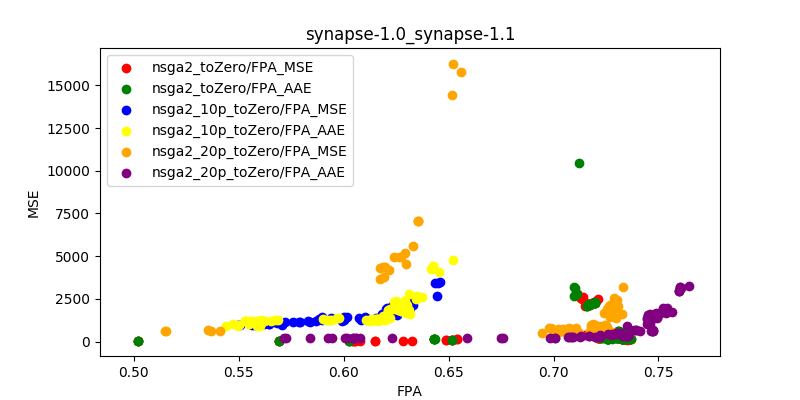 synapse-1.0_synapse-1.1
nsga2_toZero/FPA_MSE
nsga2_toZero/FPA_AAE
nsga2_10p_toZero/FPA_MSE
nsga2_10p_toZero/FPA_AAE
nsga2_20p_toZero/FPA_MSE
nsga2_20p_toZero/FPA_AAE
MSE
15000
12500
10000
7500
5000
2500
0
0.50 0.55 0.60 0.65 0.70 0.75
FPA